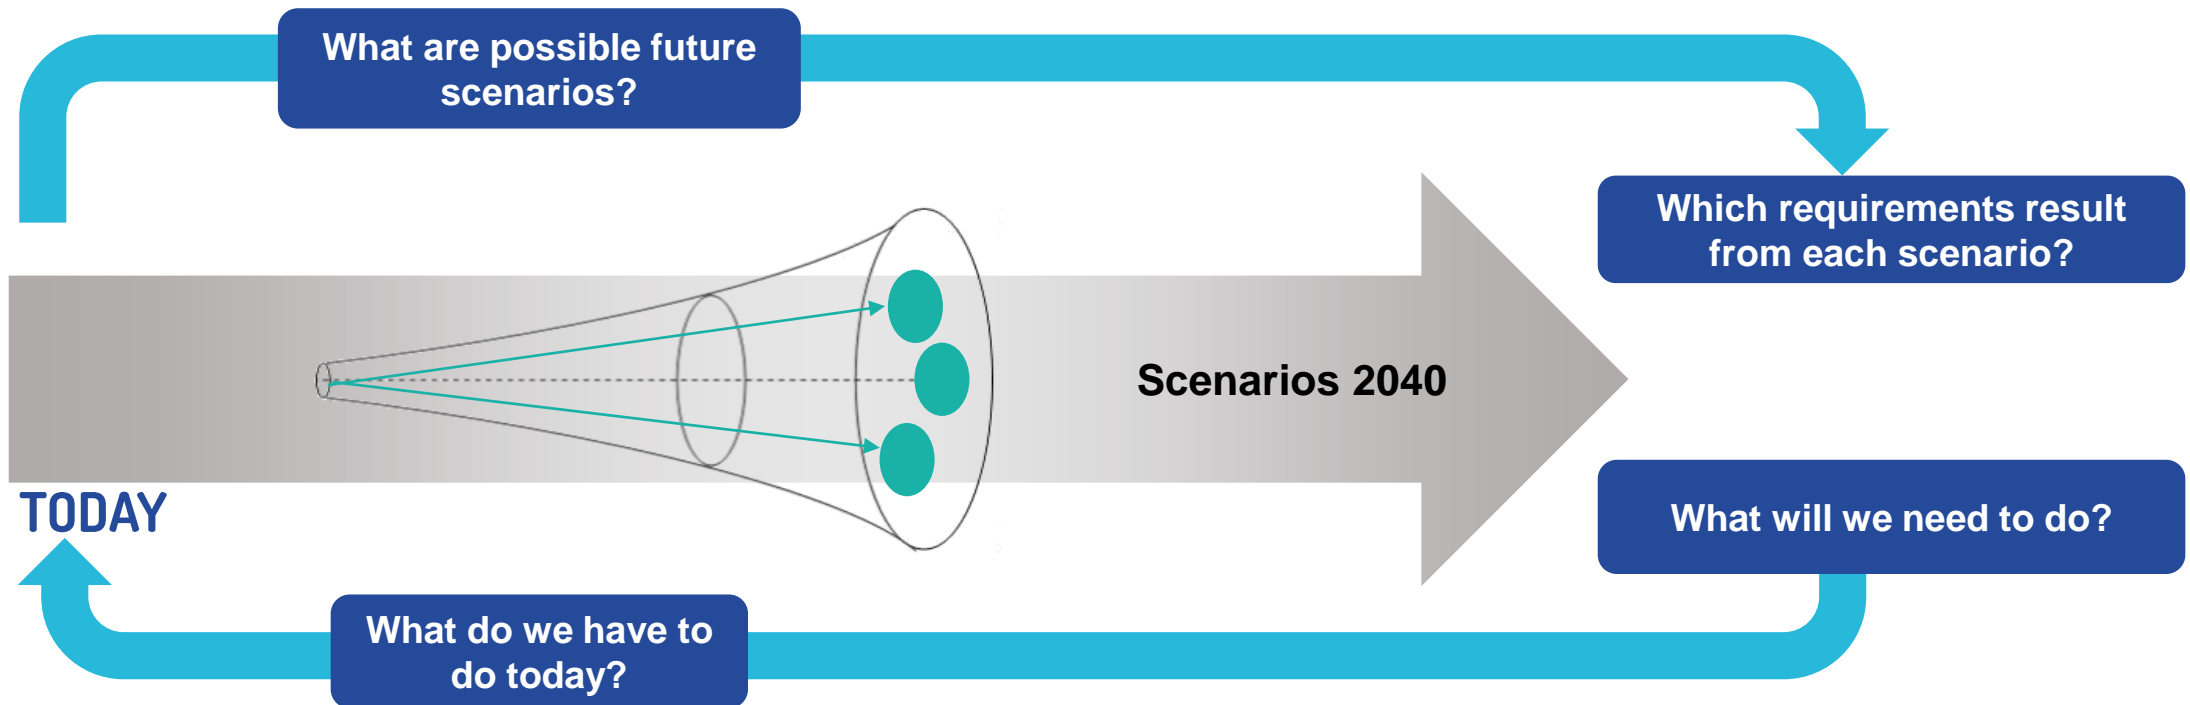 What are possible future
scenarios?
Which requirements result
from each scenario?
Scenarios 2040
TODAY
What will we need to do?
What do we have to
do today?